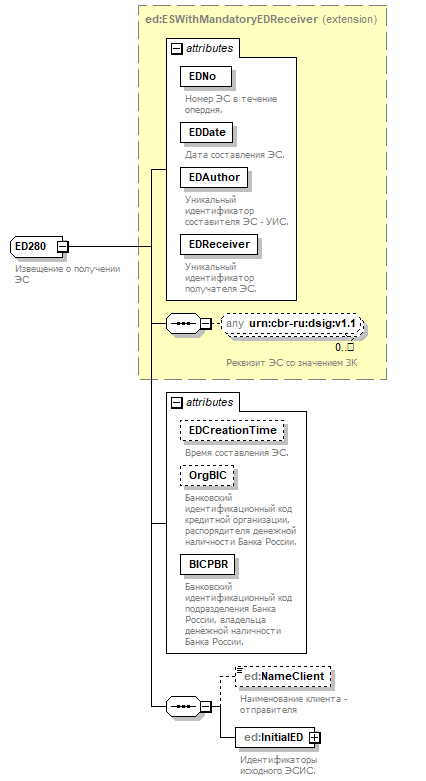 ed:ESWithMandatoryEDReceiver (extension)
attributes
EDNo
Номер ЭС в течение
опердня.
EDDate
Дата составления ЭС.
EDAuthor
Уникальный
идентификатор
составителя ЭС - УИС.
EDReceiver
Уникальный
идентификатор
получателя ЭС.
ED280
Извещение о получении
ЭС
any urn:cbr-ru:dsig:v1.1
0..□
Реквизит ЭС со значением ЗК
attributes
EDCreationTime
Время составления ЭС.
OrgBIC
Банковский
идентификационный код
кредитной организации,
распорядителя денежной
наличности Банка России.
BICPBR
Банковский
идентификационный код
подразделения Банка
России, владельца
денежной наличности
Банка России.
ed:NameClient
Наименование клиента -
отправителя
ed:InitialED
Идентификаторы
исходного ЭСИС.